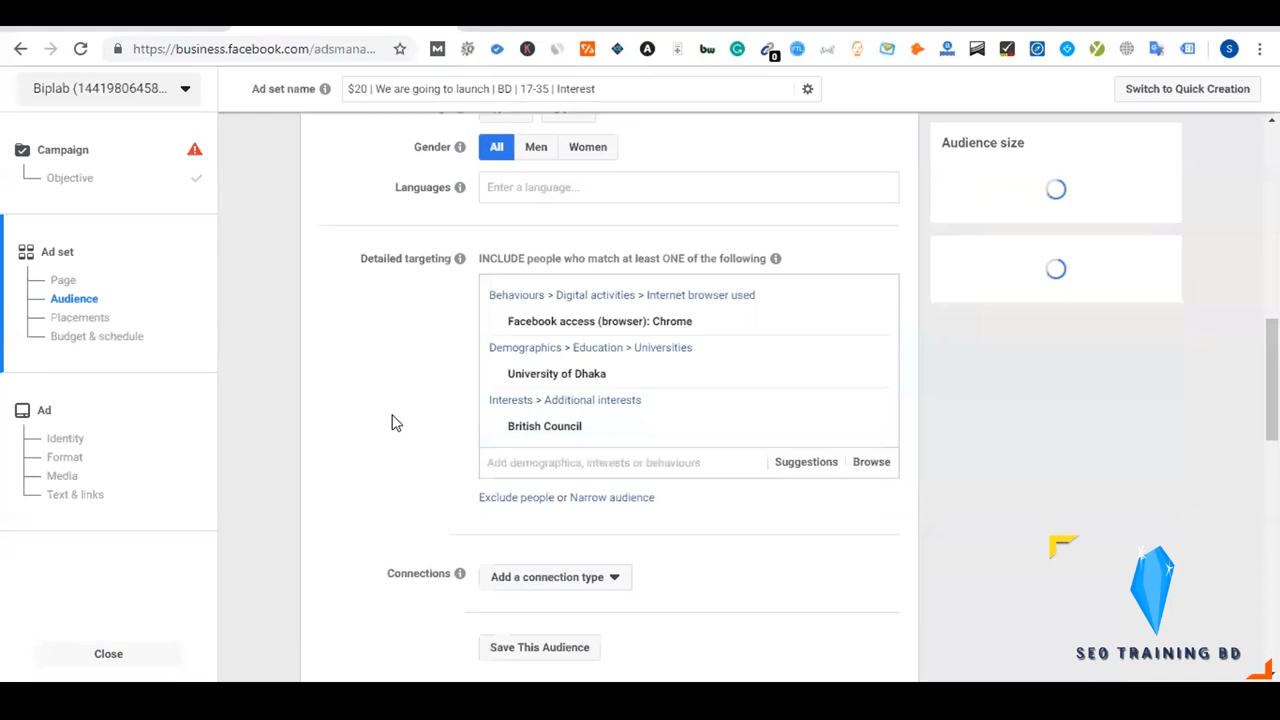 https://business.facebook.com/adsmana...
Biplab (14419806458...
Ad set name
$20 | We are going to launch | BD | 17-35 | Interest
Switch to Quick Creation
Campaign
Objective
Ad set
Page
Audience
Placements
Budget & schedule
Ad
Identity
Format
Media
Text & links
Close
Gender
All
Men
Women
Languages
Enter a language...
Detailed targeting
INCLUDE people who match at least ONE of the following
Behaviours > Digital activities > Internet browser used
Facebook access (browser): Chrome
Demographics > Education > Universities
University of Dhaka
Interests > Additional interests
British Council
Add demographics, interests or behaviours
Suggestions
Browse
Exclude people or Narrow audience
Connections
Add a connection type
Save This Audience
Audience size
SEO TRAINING BD